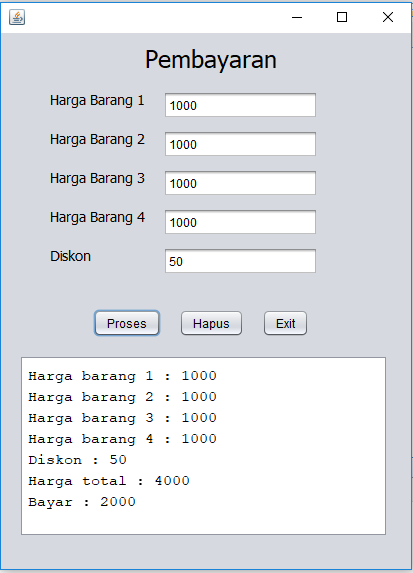 Pembayaran
Harga Barang 1 1000
Harga Barang 2 1000
Harga Barang 3 1000
Harga Barang 4 1000
Diskon 50
Proses Hapus Exit
Harga barang 1 : 1000
Harga barang 2 : 1000
Harga barang 3 : 1000
Harga barang 4 : 1000
Diskon : 50
Harga total : 4000
Bayar : 2000